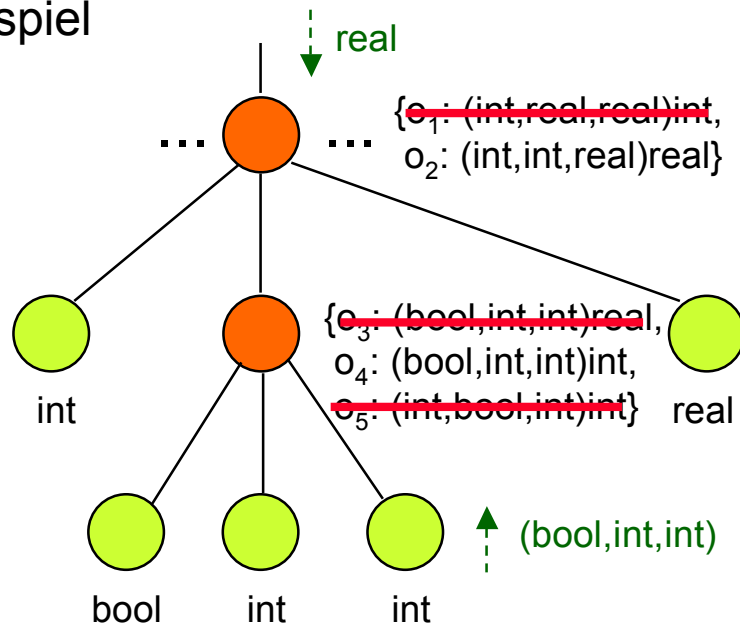 spiel
real
{o₁: (int,real,real)int,
... ...
o₂: (int,int,real)real}
{o₃: (bool,int,int)real,
o₄: (bool,int,int)int,
o₅: (int,bool,int)int}
int
real
(bool,int,int)
bool
int
int